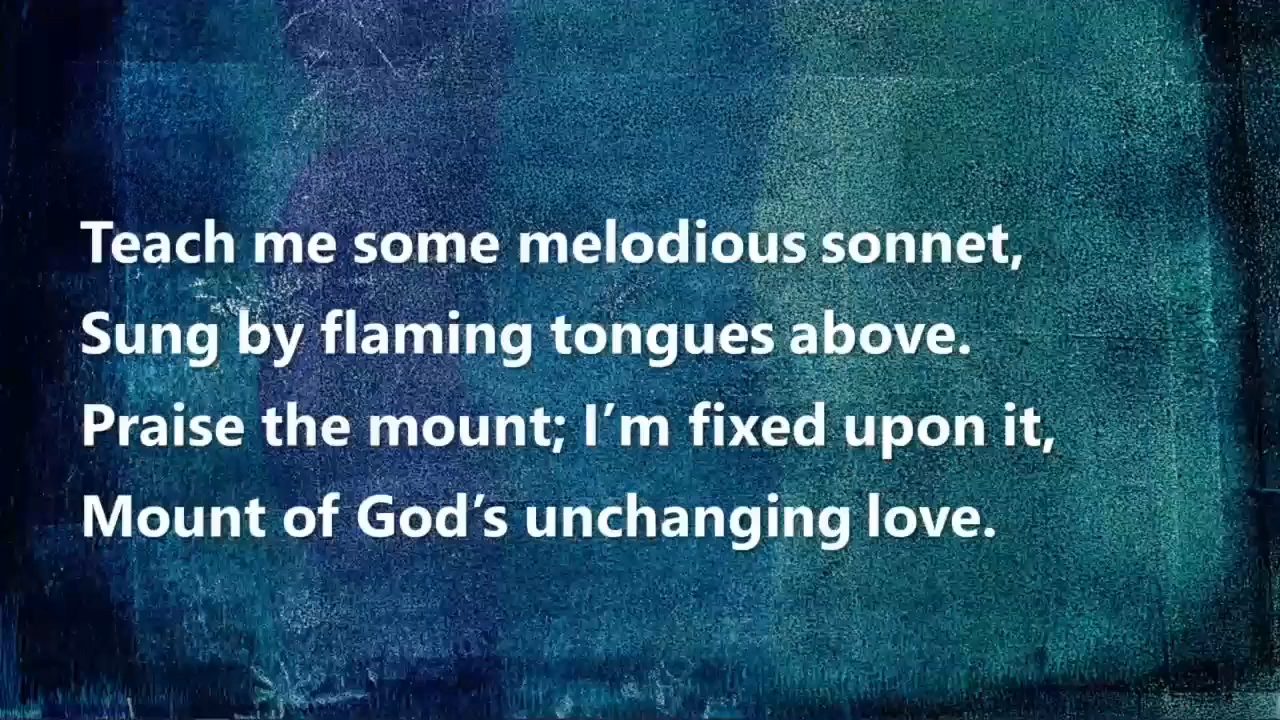 Teach me some melodious sonnet,
Sung by flaming tongues above.
Praise the mount; I’m fixed upon it,
Mount of God’s unchanging love.